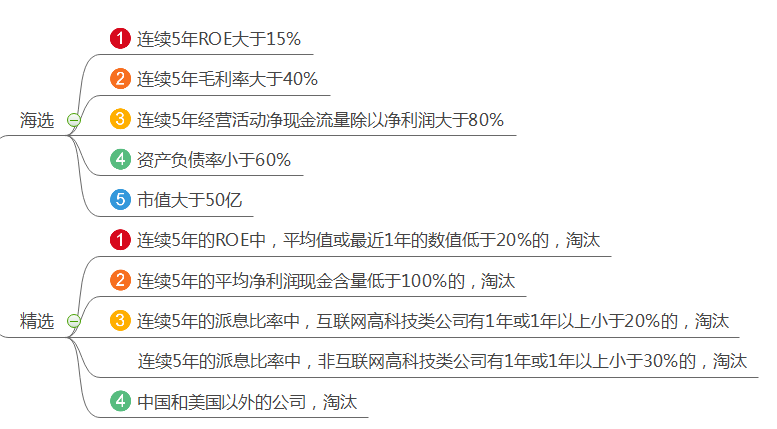 海选
1 连续5年ROE大于15%
2 连续5年毛利率大于40%
3 连续5年经营活动净现金流量除以净利润大于80%
4 资产负债率小于60%
5 市值大于50亿
精选
1 连续5年的ROE中，平均值或最近1年的数值低于20%的，淘汰
2 连续5年的平均净利润现金含量低于100%的，淘汰
3 连续5年的派息比率中，互联网高科技类公司有1年或1年以上小于20%的，淘汰
连续5年的派息比率中，非互联网高科技类公司有1年或1年以上小于30%的，淘汰
4 中国和美国以外的公司，淘汰